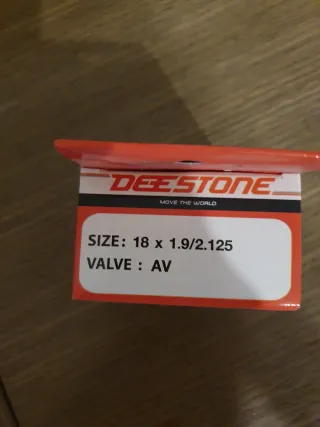 DEESTONE
MOVE THE WORLD
SIZE: 18 x 1.9/2.125
VALVE : AV